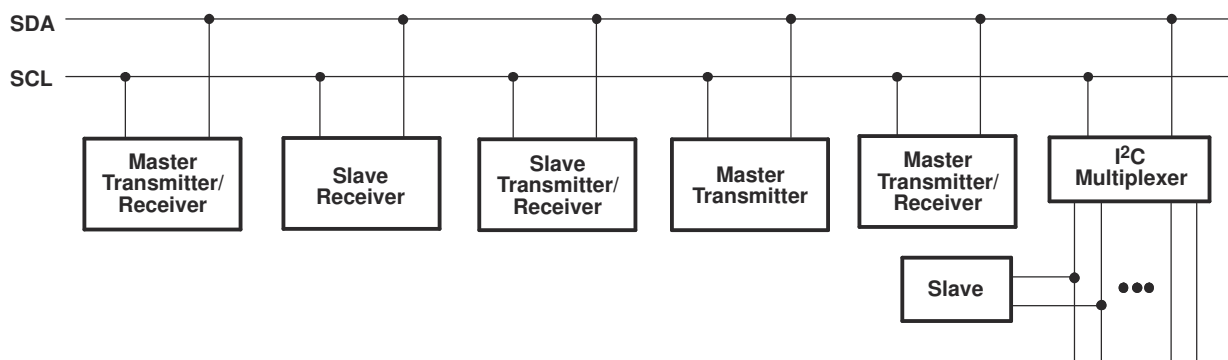 SDA
SCL
Master
Transmitter/
Receiver
Slave
Receiver
Slave
Transmitter/
Receiver
Master
Transmitter
Master
Transmitter/
Receiver
I²C
Multiplexer
Slave